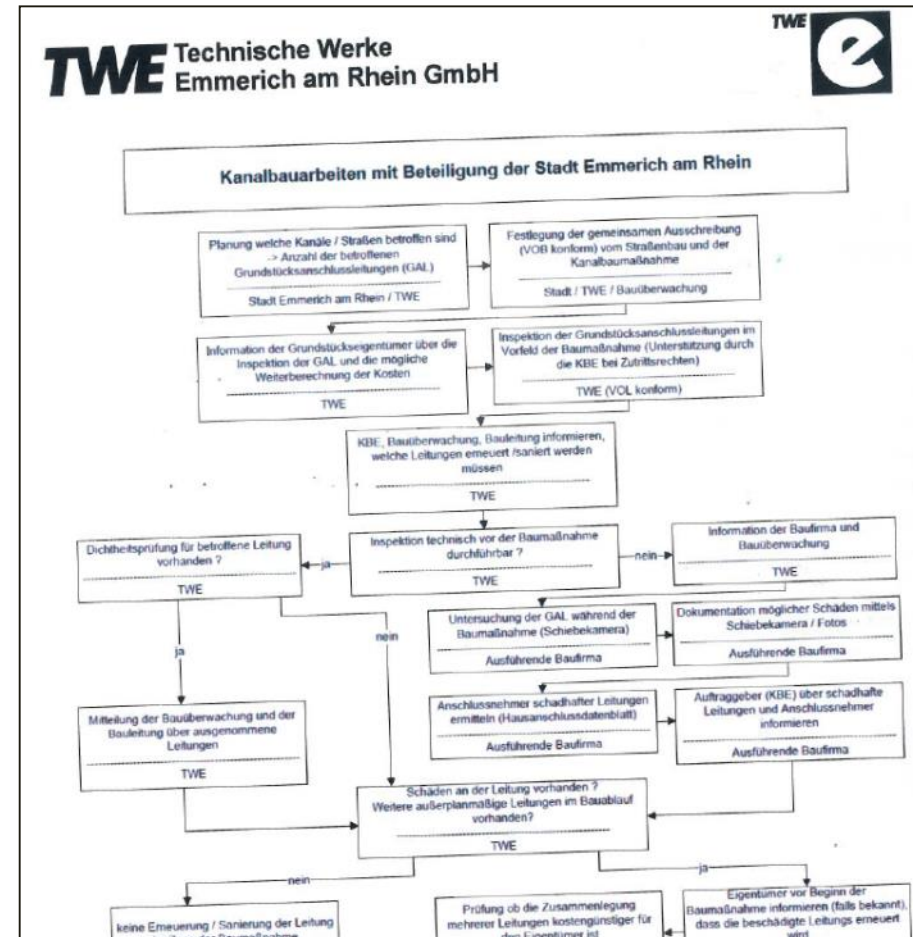 TWE
TWE Technische Werke
Emmerich am Rhein GmbH
Kanalbauarbeiten mit Beteiligung der Stadt Emmerich am Rhein
Planung welche Kanäle / Straßen betroffen sind
-> Anzahl der betroffenen
Grundstücksanschlussleitungen (GAL)
Stadt Emmerich am Rhein / TWE
Festlegung der gemeinsamen Ausschreibung
(VOB konform) vom Straßenbau und der
Kanalbaumaßnahme
Stadt / TWE / Bauüberwachung
Information der Grundstückseigentümer über die
Inspektion der GAL und die mögliche
Weiterberechnung der Kosten
TWE
Inspektion der Grundstücksanschlussleitungen im
Vorfeld der Baumaßnahme (Unterstützung durch
die KBE bei Zutrittsrechten)
TWE (VOL konform)
KBE, Bauüberwachung, Bauleitung informieren,
welche Leitungen erneuert /saniert werden
müssen
TWE
Dichtheitsprüfung für betroffene Leitung
vorhanden ?
TWE
ja
Inspektion technisch vor der Baumaßnahme
durchführbar ?
TWE
nein
Information der Baufirma und
Bauüberwachung
TWE
Untersuchung der GAL während der
Baumaßnahme (Schiebekamera)
Ausführende Baufirma
Dokumentation möglicher Schäden mittels
Schiebekamera / Fotos
Ausführende Baufirma
ja
nein
Mitteilung der Bauüberwachung und der
Bauleitung über ausgenommene
Leitungen
TWE
Anschlussnehmer schadhafter Leitungen
ermitteln (Hausanschlussdatenblatt)
Ausführende Baufirma
Auftraggeber (KBE) über schadhafte
Leitungen und Anschlussnehmer
informieren
Ausführende Baufirma
Schäden an der Leitung vorhanden ?
Weitere außerplanmäßige Leitungen im Bauablauf
vorhanden?
TWE
nein
ja
keine Erneuerung / Sanierung der Leitung
Prüfung ob die Zusammenlegung
mehrerer Leitungen kostengünstiger für
den Eigentümer ist
Eigentümer vor Beginn der
Baumaßnahme informieren (falls bekannt),
dass die beschädigte Leitungs erneuert
wird